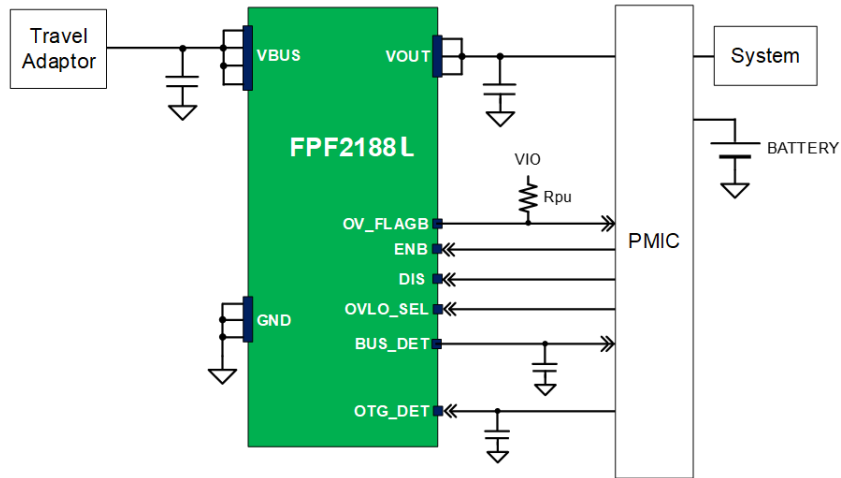 Travel
Adaptor
VBUS
VOUT
System
FPF2188L
BATTERY
VIO
Rpu
OV_FLAGB
ENB
PMIC
DIS
OVLO_SEL
GND
BUS_DET
OTG_DET